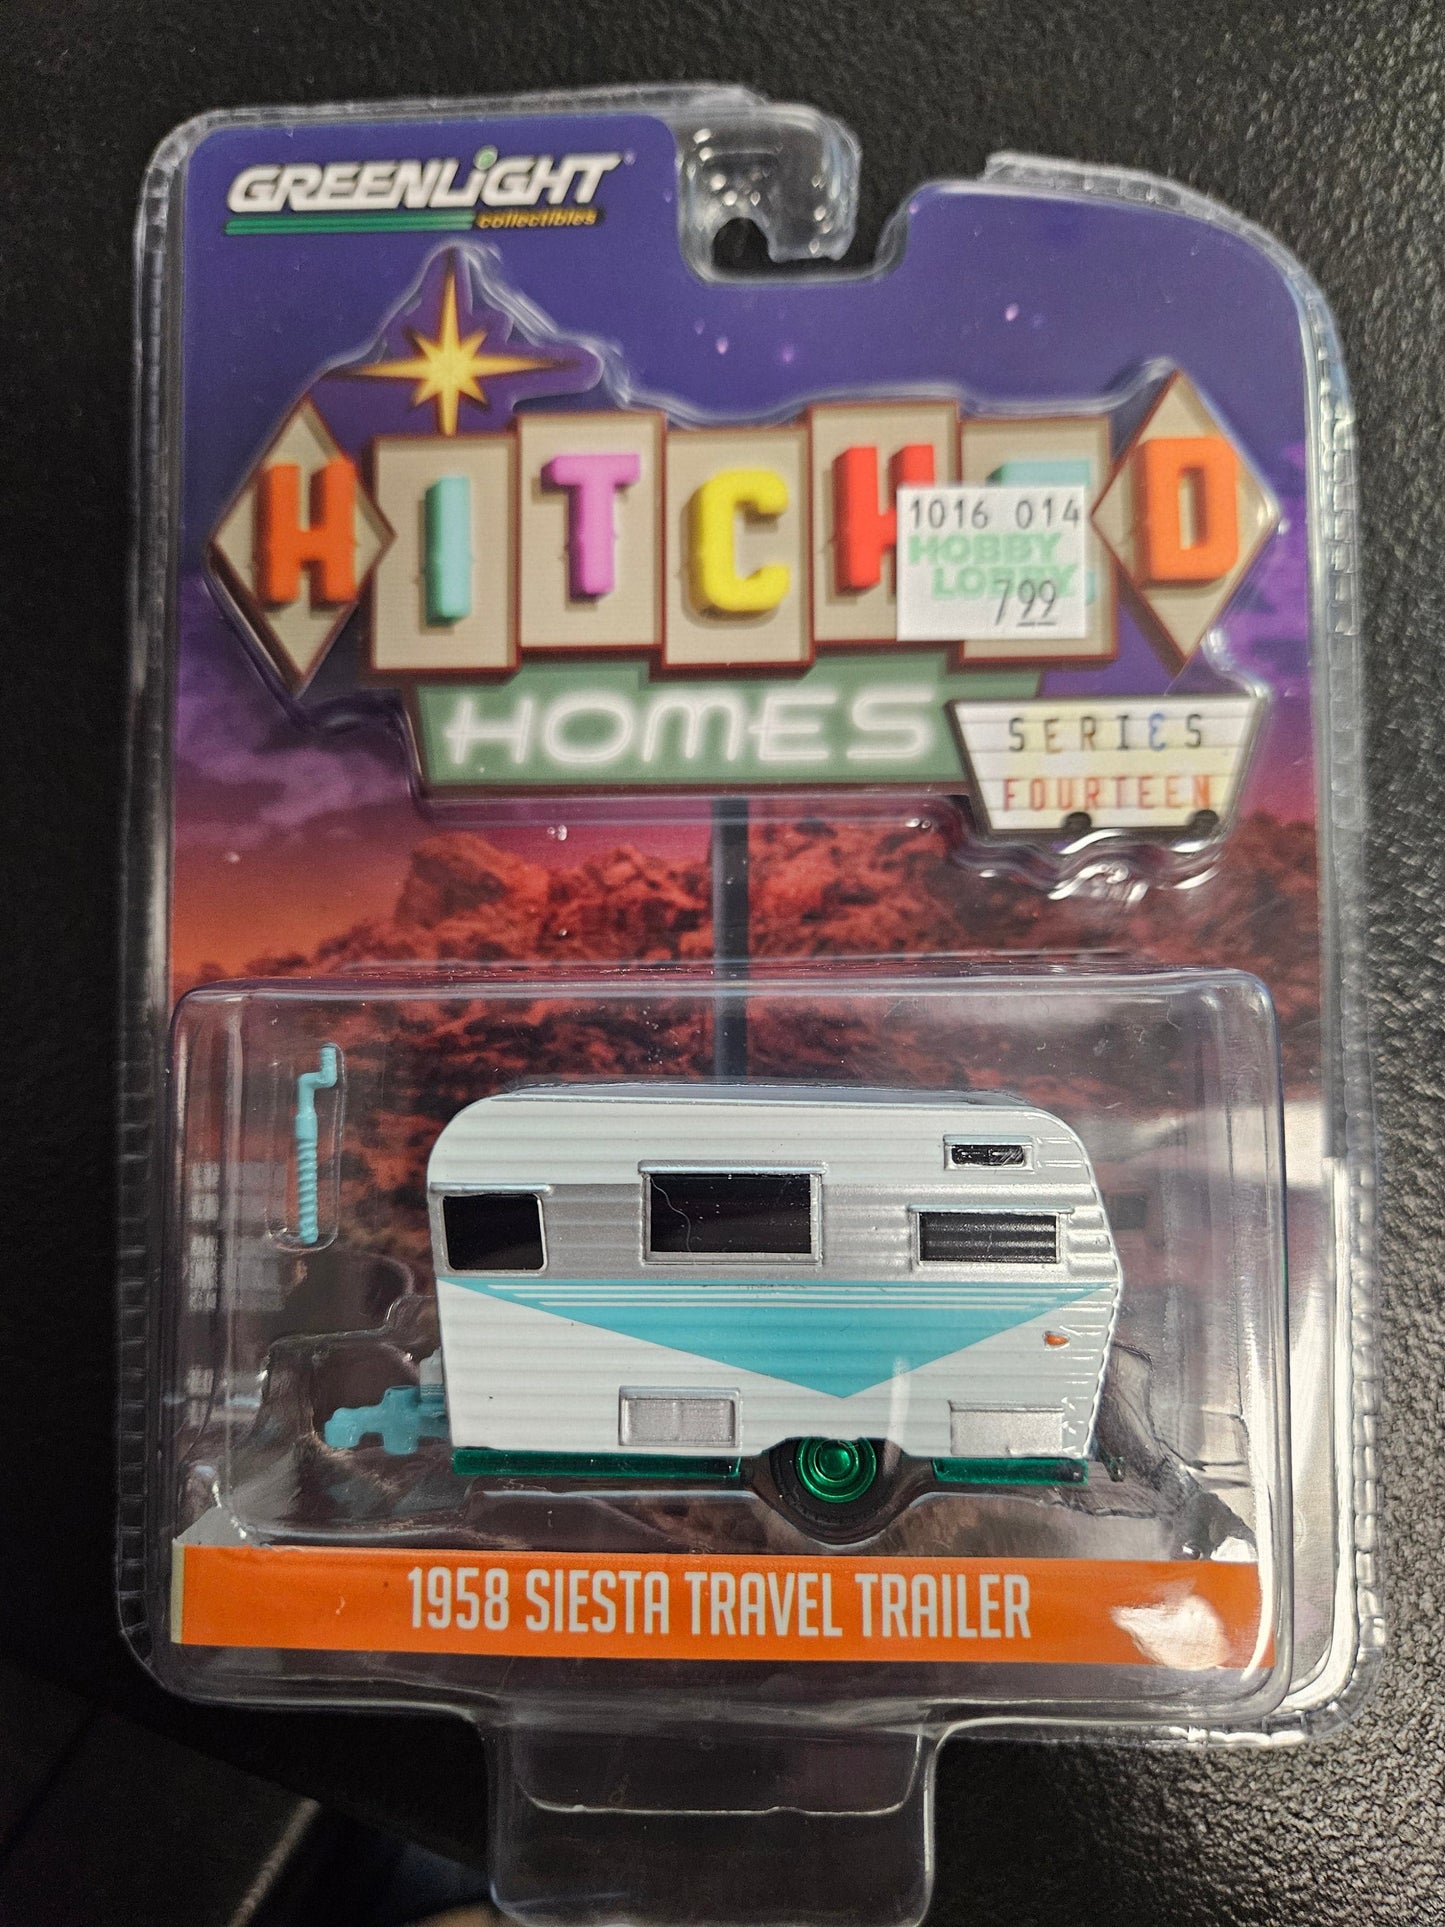 GREENLiGHT
collectibles
HITCHED
1016 014
HOBBY
LOBBY
7.99
HOMES
SERIES
FOURTEEN
1958 SIESTA TRAVEL TRAILER